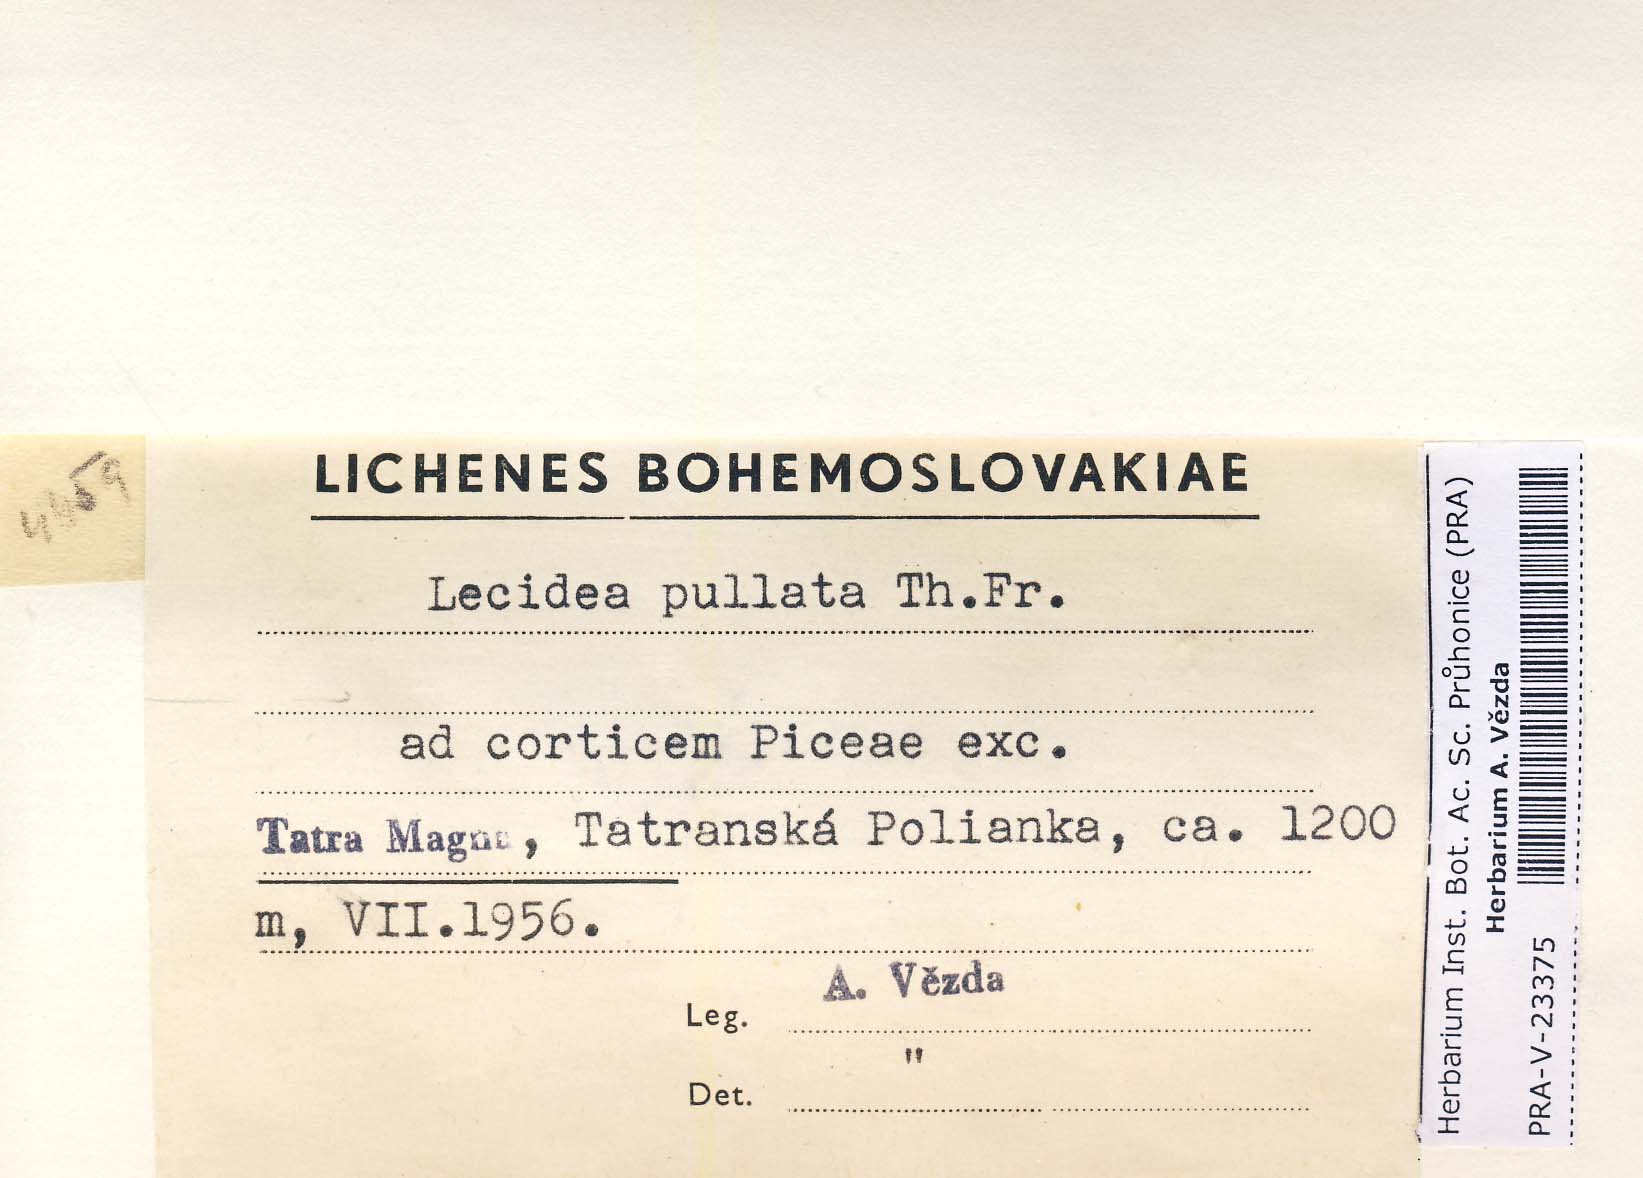 LICHENES BOHEMOSLOVAKIAE
Lecidea pullata Th.Fr.
ad corticem Piceae exc.
Tatra Magna, Tatranská Polianka, ca. 1200
m, VII.1956.
A. Vězda
Leg.
"
Det.
Herbarium Inst. Bot. Ac. Sc. Průhonice (PRA)
Herbarium A. Vězda
PRA-V-23375